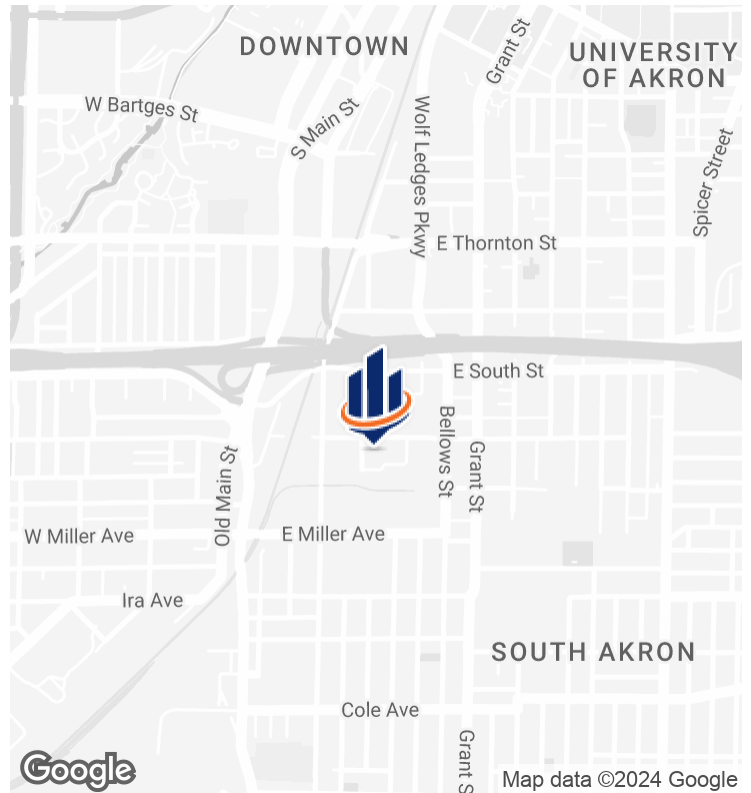 DOWNTOWN
Grant St
UNIVERSITY
OF AKRON
W Bartges St
S Main St
Wolf Ledges Pkwy
Spicer Street
E Thornton St
E South St
Bellows St
Grant St
Old Main St
W Miller Ave
E Miller Ave
Ira Ave
SOUTH AKRON
Cole Ave
Grant S
Google
Map data ©2024 Google